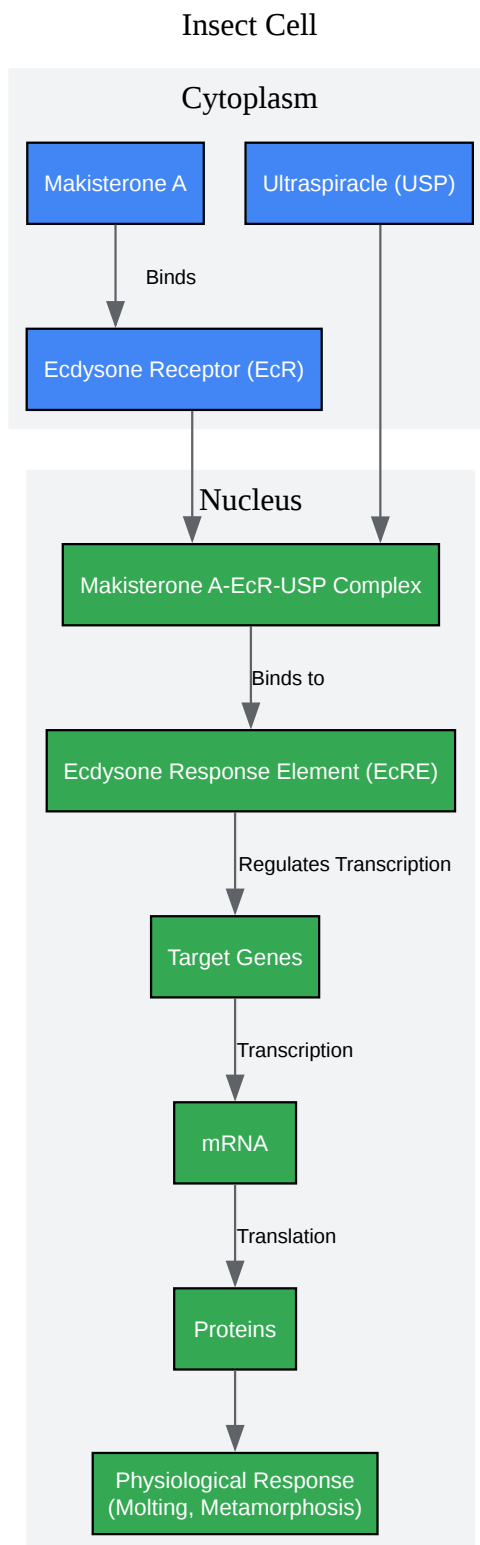 Insect Cell
Cytoplasm
Makisterone A
Ultraspiracle (USP)
Binds
Ecdysone Receptor (EcR)
Nucleus
Makisterone A-EcR-USP Complex
Binds to
Ecdysone Response Element (EcRE)
Regulates Transcription
Target Genes
Transcription
mRNA
Translation
Proteins
Physiological Response
(Molting, Metamorphosis)